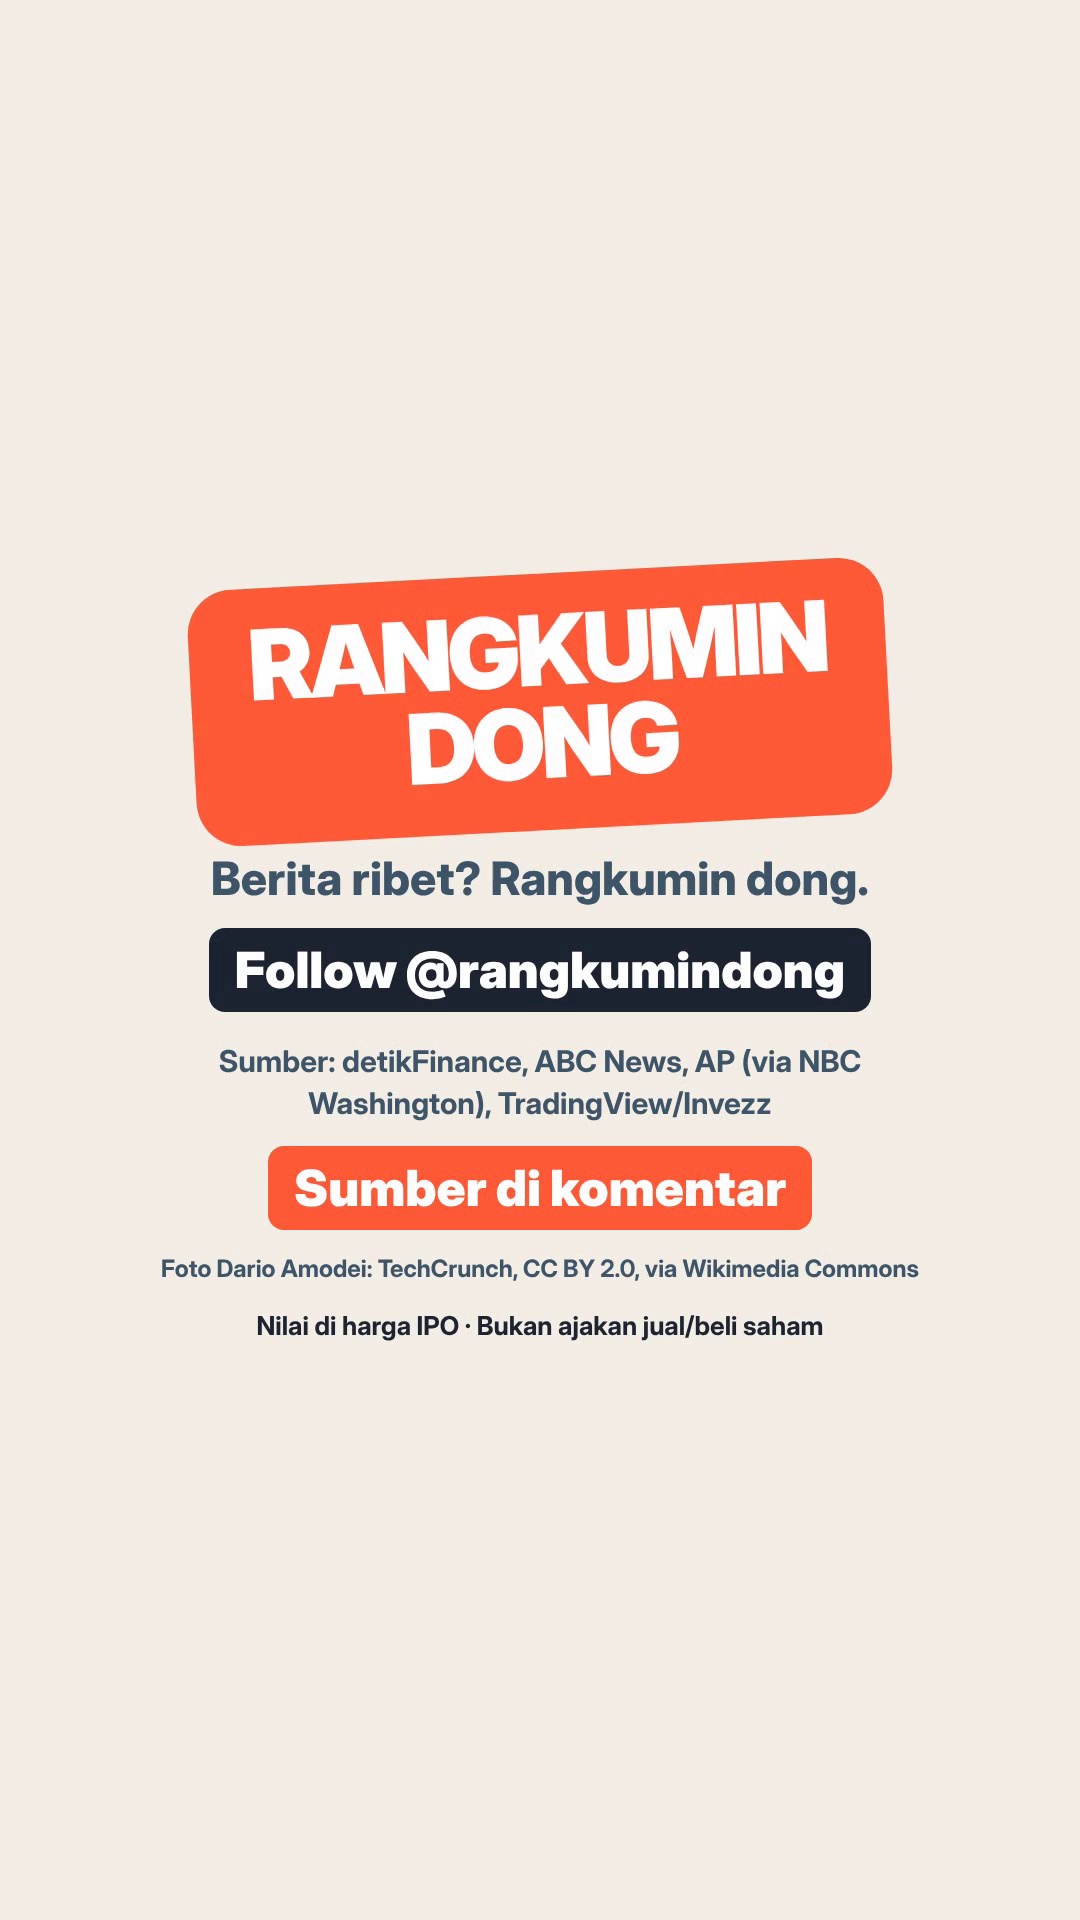 RANGKUMIN
DONG
Berita ribet? Rangkumin dong.
Follow @rangkumindong
Sumber: detikFinance, ABC News, AP (via NBC
Washington), TradingView/Invezz
Sumber di komentar
Foto Dario Amodei: TechCrunch, CC BY 2.0, via Wikimedia Commons
Nilai di harga IPO · Bukan ajakan jual/beli saham